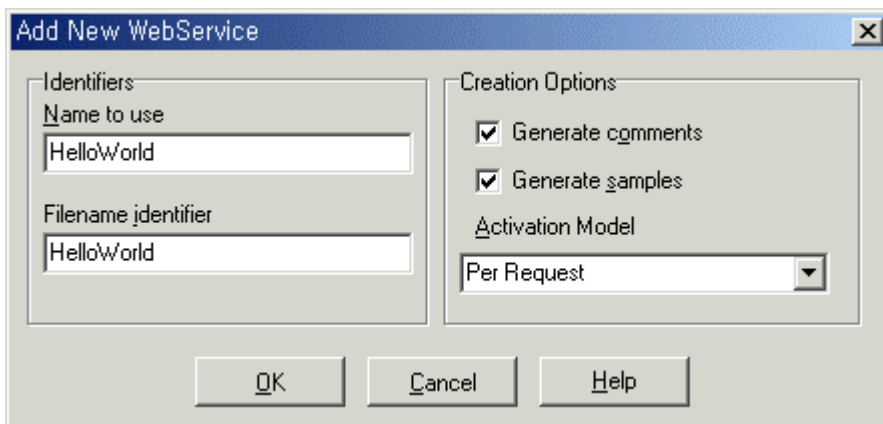 Add New WebService
Identifiers
Name to use
HelloWorld
Filename identifier
HelloWorld
Creation Options
Generate comments
Generate samples
Activation Model
Per Request
OK
Cancel
Help